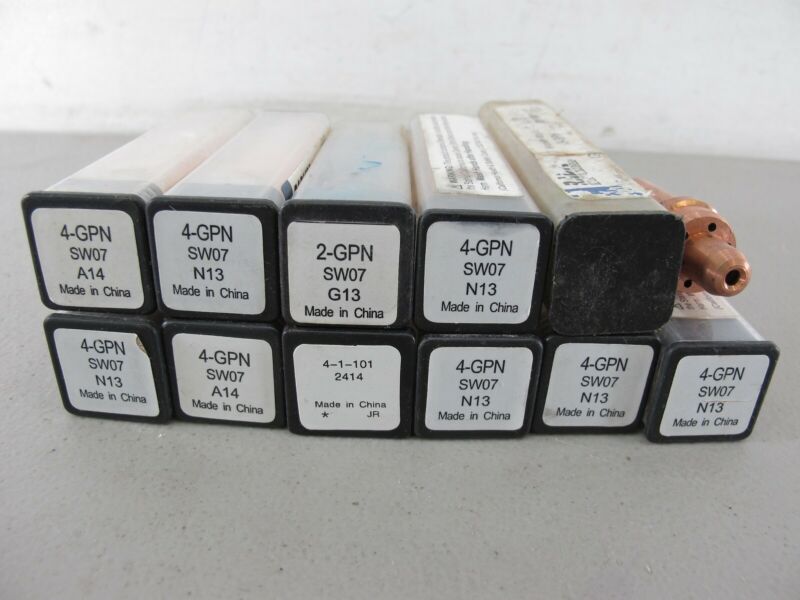 4-GPN
SW07
A14
Made in China
4-GPN
SW07
N13
Made in China
2-GPN
SW07
G13
Made in China
4-GPN
SW07
N13
Made in China
4-GPN
SW07
N13
Made in China
4-GPN
SW07
A14
Made in China
4-1-101
2414
Made in China
* JR
4-GPN
SW07
N13
Made in China
4-GPN
SW07
N13
Made in China
4-GPN
SW07
N13
Made in China